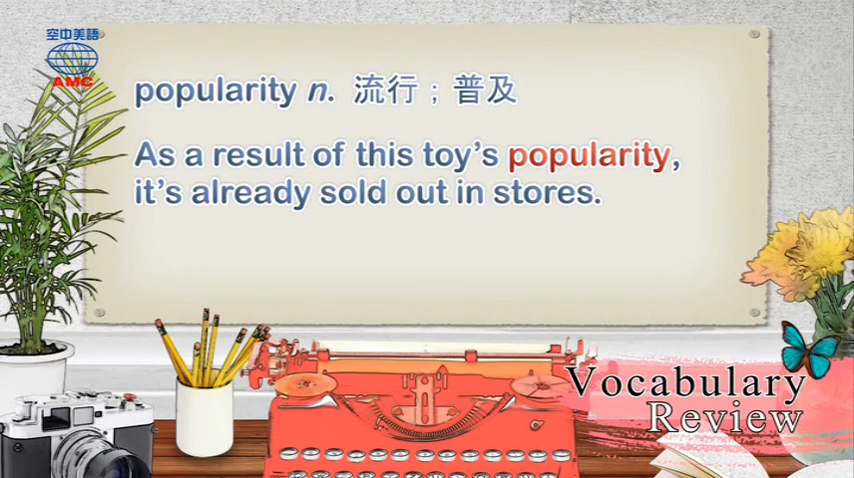 空中美語
AMC
popularity n. 流行；普及
As a result of this toy's popularity,
it's already sold out in stores.
Vocabulary
Review